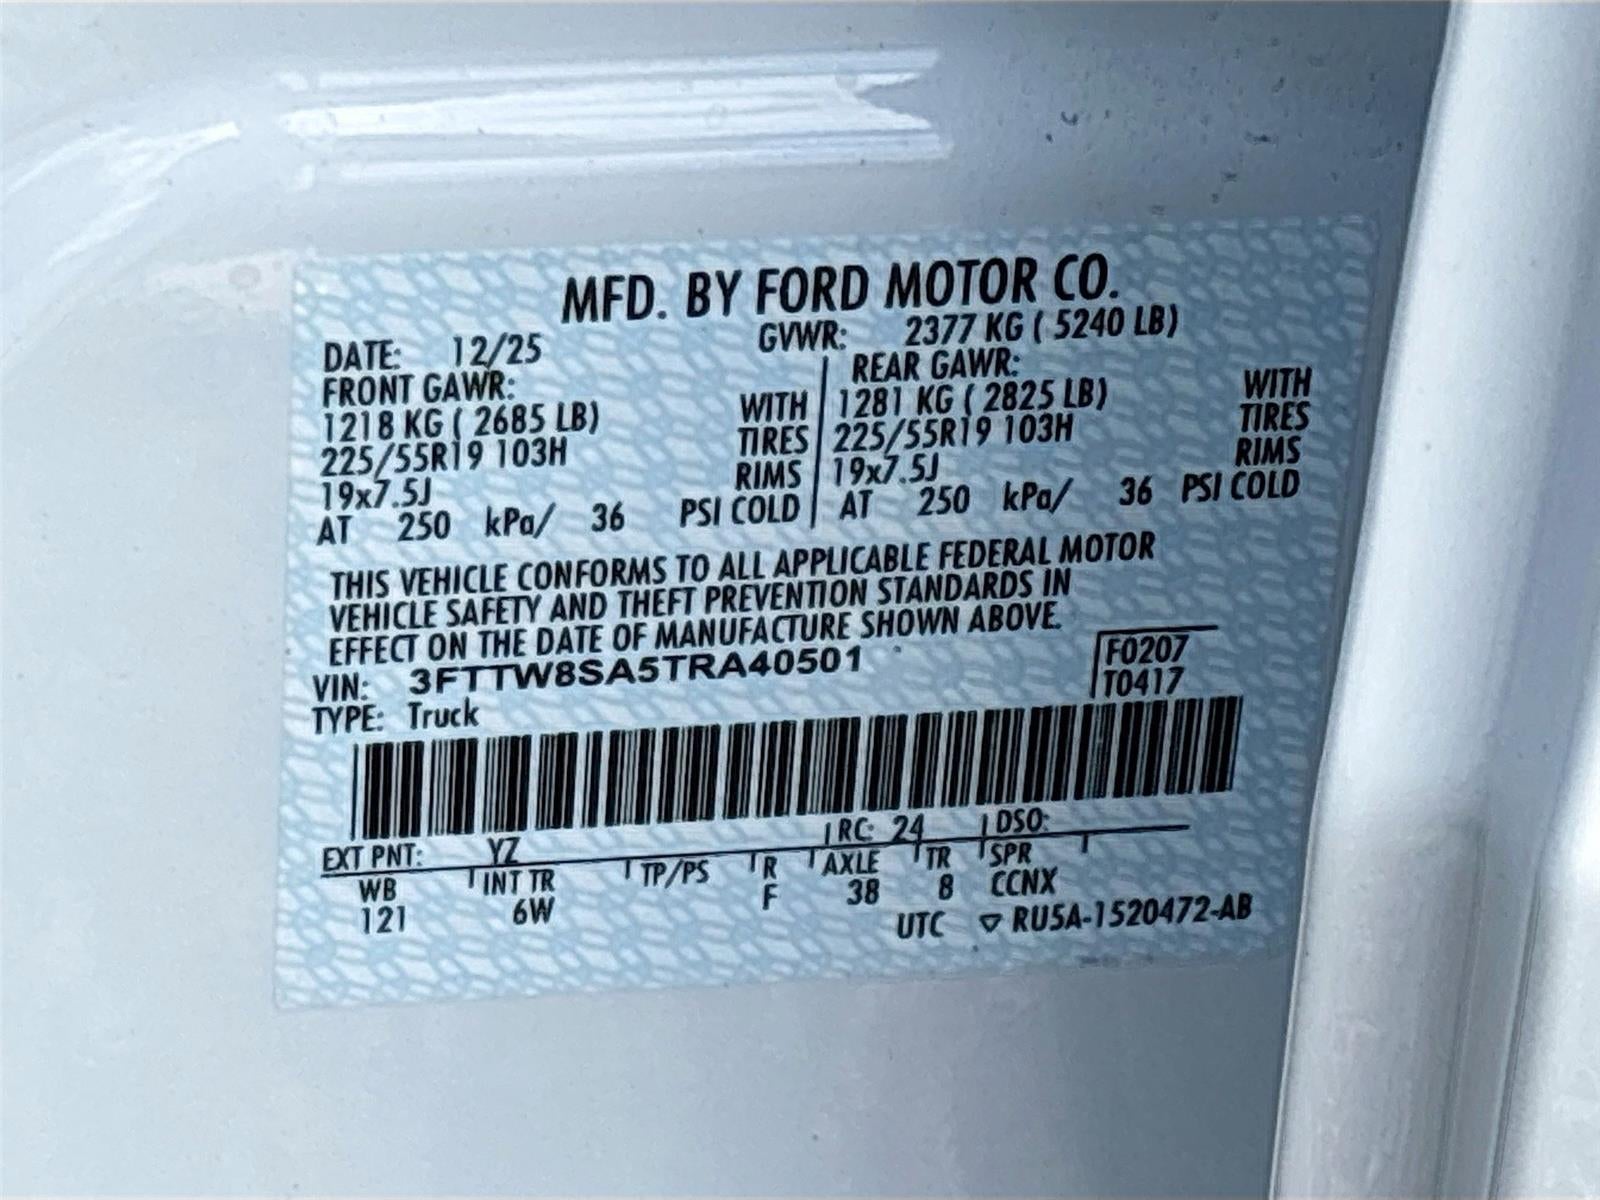 MFD. BY FORD MOTOR CO.
DATE: 12/25 GVWR: 2377 KG ( 5240 LB)
FRONT GAWR: REAR GAWR:
1218 KG ( 2685 LB) WITH 1281 KG ( 2825 LB) WITH
225/55R19 103H TIRES 225/55R19 103H TIRES
19x7.5J RIMS 19x7.5J RIMS
AT 250 kPa/ 36 PSI COLD AT 250 kPa/ 36 PSI COLD
THIS VEHICLE CONFORMS TO ALL APPLICABLE FEDERAL MOTOR
VEHICLE SAFETY AND THEFT PREVENTION STANDARDS IN
EFFECT ON THE DATE OF MANUFACTURE SHOWN ABOVE.
VIN: 3FTTW8SA5TRA40501 F0207
TYPE: Truck T0417
EXT PNT: YZ RC: 24 DSO:
WB INT TR TP/PS R AXLE TR SPR
121 6W F 38 8 CCNX
UTC ▽ RU5A-1520472-AB